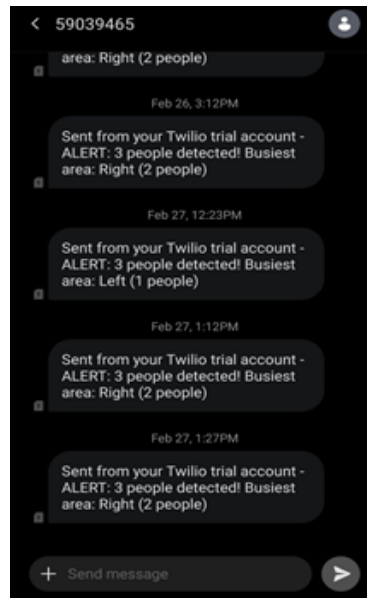 59039465
area: Right (2 people)
Feb 26, 3:12PM
Sent from your Twilio trial account -
ALERT: 3 people detected! Busiest
area: Right (2 people)
Feb 27, 12:23PM
Sent from your Twilio trial account -
ALERT: 3 people detected! Busiest
area: Left (1 people)
Feb 27, 1:12PM
Sent from your Twilio trial account -
ALERT: 3 people detected! Busiest
area: Right (2 people)
Feb 27, 1:27PM
Sent from your Twilio trial account -
ALERT: 3 people detected! Busiest
area: Right (2 people)
Send message